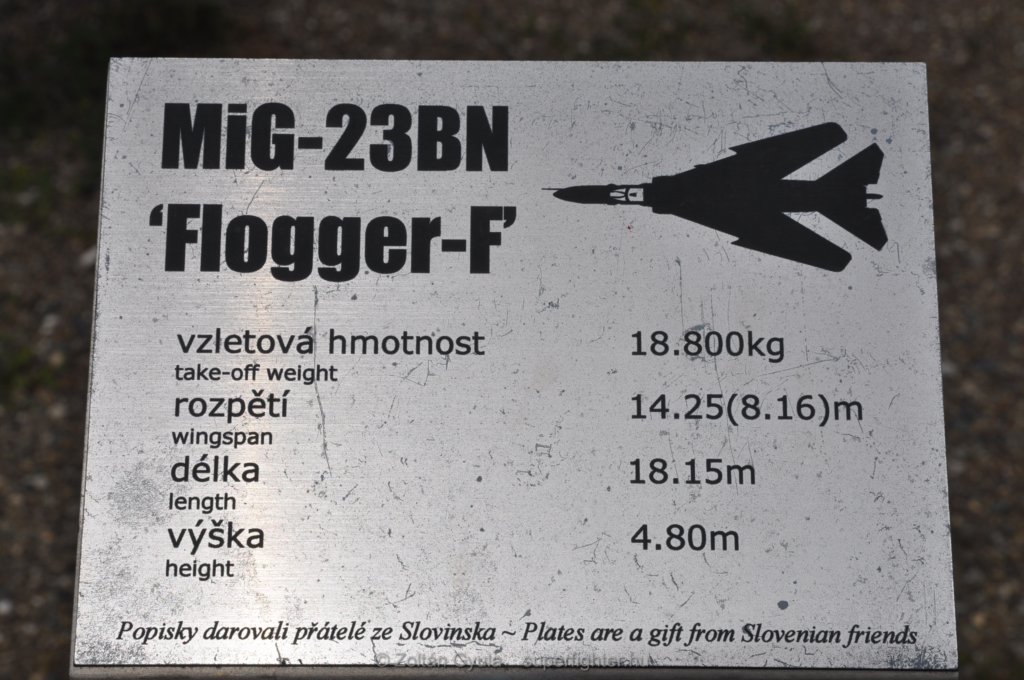 MiG-23BN
‘Flogger-F’
vzletová hmotnost 18.800kg
take-off weight
rozpětí 14.25(8.16)m
wingspan
délka 18.15m
length
výška 4.80m
height
Popisky darovali přátelé ze Slovinska ~ Plates are a gift from Slovenian friends